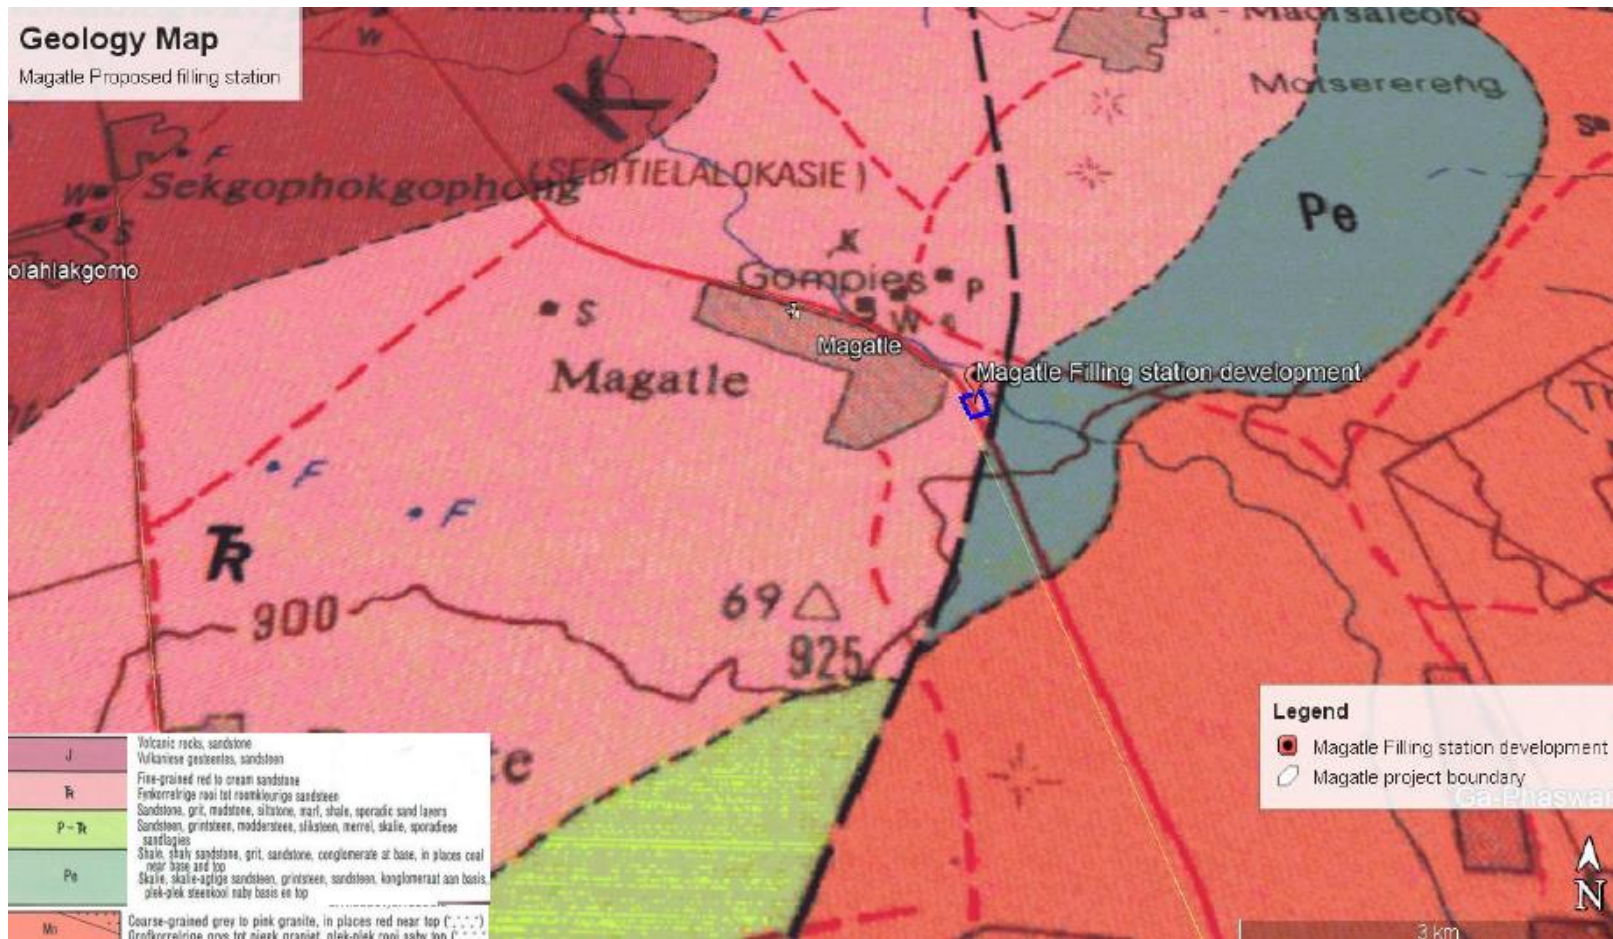 Geology Map
Magatle Proposed filling station
W
F
Motserereng
Se
K
(SEBITIELALOKASIE)
F
W
Sekgophokgophong
S
Pe
olahlakgomo
K
Gompies
P
S
W
s
Magatle
Magatle
Magatle Filling station development
F
F
TR
69
900
925
Legend
Magatle Filling station development
Magatle project boundary
Ga-Phaswan
J
Volcanic rocks, sandstone
Vulkaniese gesteentes, sandsteen
TR
Fine-grained red to cream sandstone
Fynkorrelrige rooi tot roomkleurige sandsteen
P-TR
Sandstone, grit, mudstone, siltstone, marl, shale, sporadic sand layers
Sandsteen, grintsteen, moddersteen, sliksteen, merrel, skalie, sporadiese
sandlagies
Pe
Shale, shaly sandstone, grit, sandstone, conglomerate at base, in places coal
near base and top
Skalie, skalie-agtige sandsteen, grintsteen, sandsteen, konglomeraat aan basis,
plek-plek steenkool naby basis en top
Coarse-grained grey to pink granite, in places red near top
N
3 km